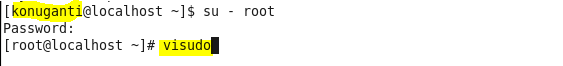 [konuganti@localhost ~]$ su - root
Password:
[root@localhost ~]# visudo